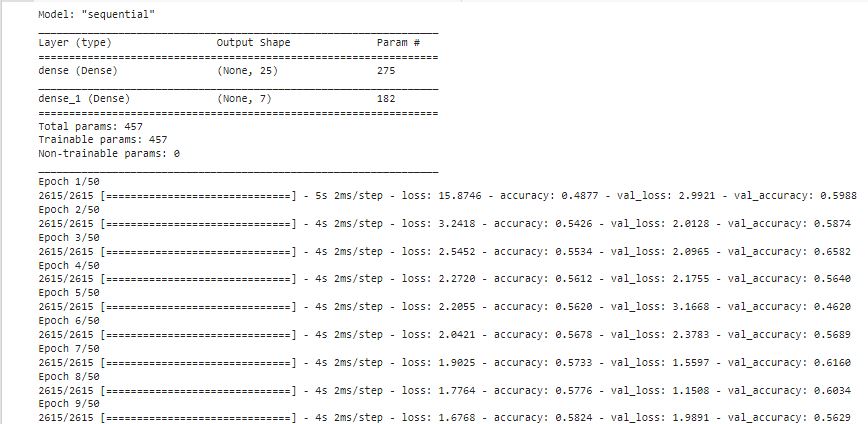 Model: "sequential"
_________________________________________________________________
Layer (type)                 Output Shape              Param #
=================================================================
dense (Dense)                (None, 25)                275
_________________________________________________________________
dense_1 (Dense)              (None, 7)                 182
=================================================================
Total params: 457
Trainable params: 457
Non-trainable params: 0
_________________________________________________________________
Epoch 1/50
2615/2615 [==============================] - 5s 2ms/step - loss: 15.8746 - accuracy: 0.4877 - val_loss: 2.9921 - val_accuracy: 0.5988
Epoch 2/50
2615/2615 [==============================] - 4s 2ms/step - loss: 3.2418 - accuracy: 0.5426 - val_loss: 2.0128 - val_accuracy: 0.5874
Epoch 3/50
2615/2615 [==============================] - 4s 2ms/step - loss: 2.5452 - accuracy: 0.5534 - val_loss: 2.0965 - val_accuracy: 0.6582
Epoch 4/50
2615/2615 [==============================] - 4s 2ms/step - loss: 2.2720 - accuracy: 0.5612 - val_loss: 2.1755 - val_accuracy: 0.5640
Epoch 5/50
2615/2615 [==============================] - 4s 2ms/step - loss: 2.2055 - accuracy: 0.5620 - val_loss: 3.1668 - val_accuracy: 0.4620
Epoch 6/50
2615/2615 [==============================] - 4s 2ms/step - loss: 2.0421 - accuracy: 0.5678 - val_loss: 2.3783 - val_accuracy: 0.5689
Epoch 7/50
2615/2615 [==============================] - 4s 2ms/step - loss: 1.9025 - accuracy: 0.5733 - val_loss: 1.5597 - val_accuracy: 0.6160
Epoch 8/50
2615/2615 [==============================] - 4s 2ms/step - loss: 1.7764 - accuracy: 0.5776 - val_loss: 1.1508 - val_accuracy: 0.6034
Epoch 9/50
2615/2615 [==============================] - 4s 2ms/step - loss: 1.6768 - accuracy: 0.5824 - val_loss: 1.9891 - val_accuracy: 0.5629